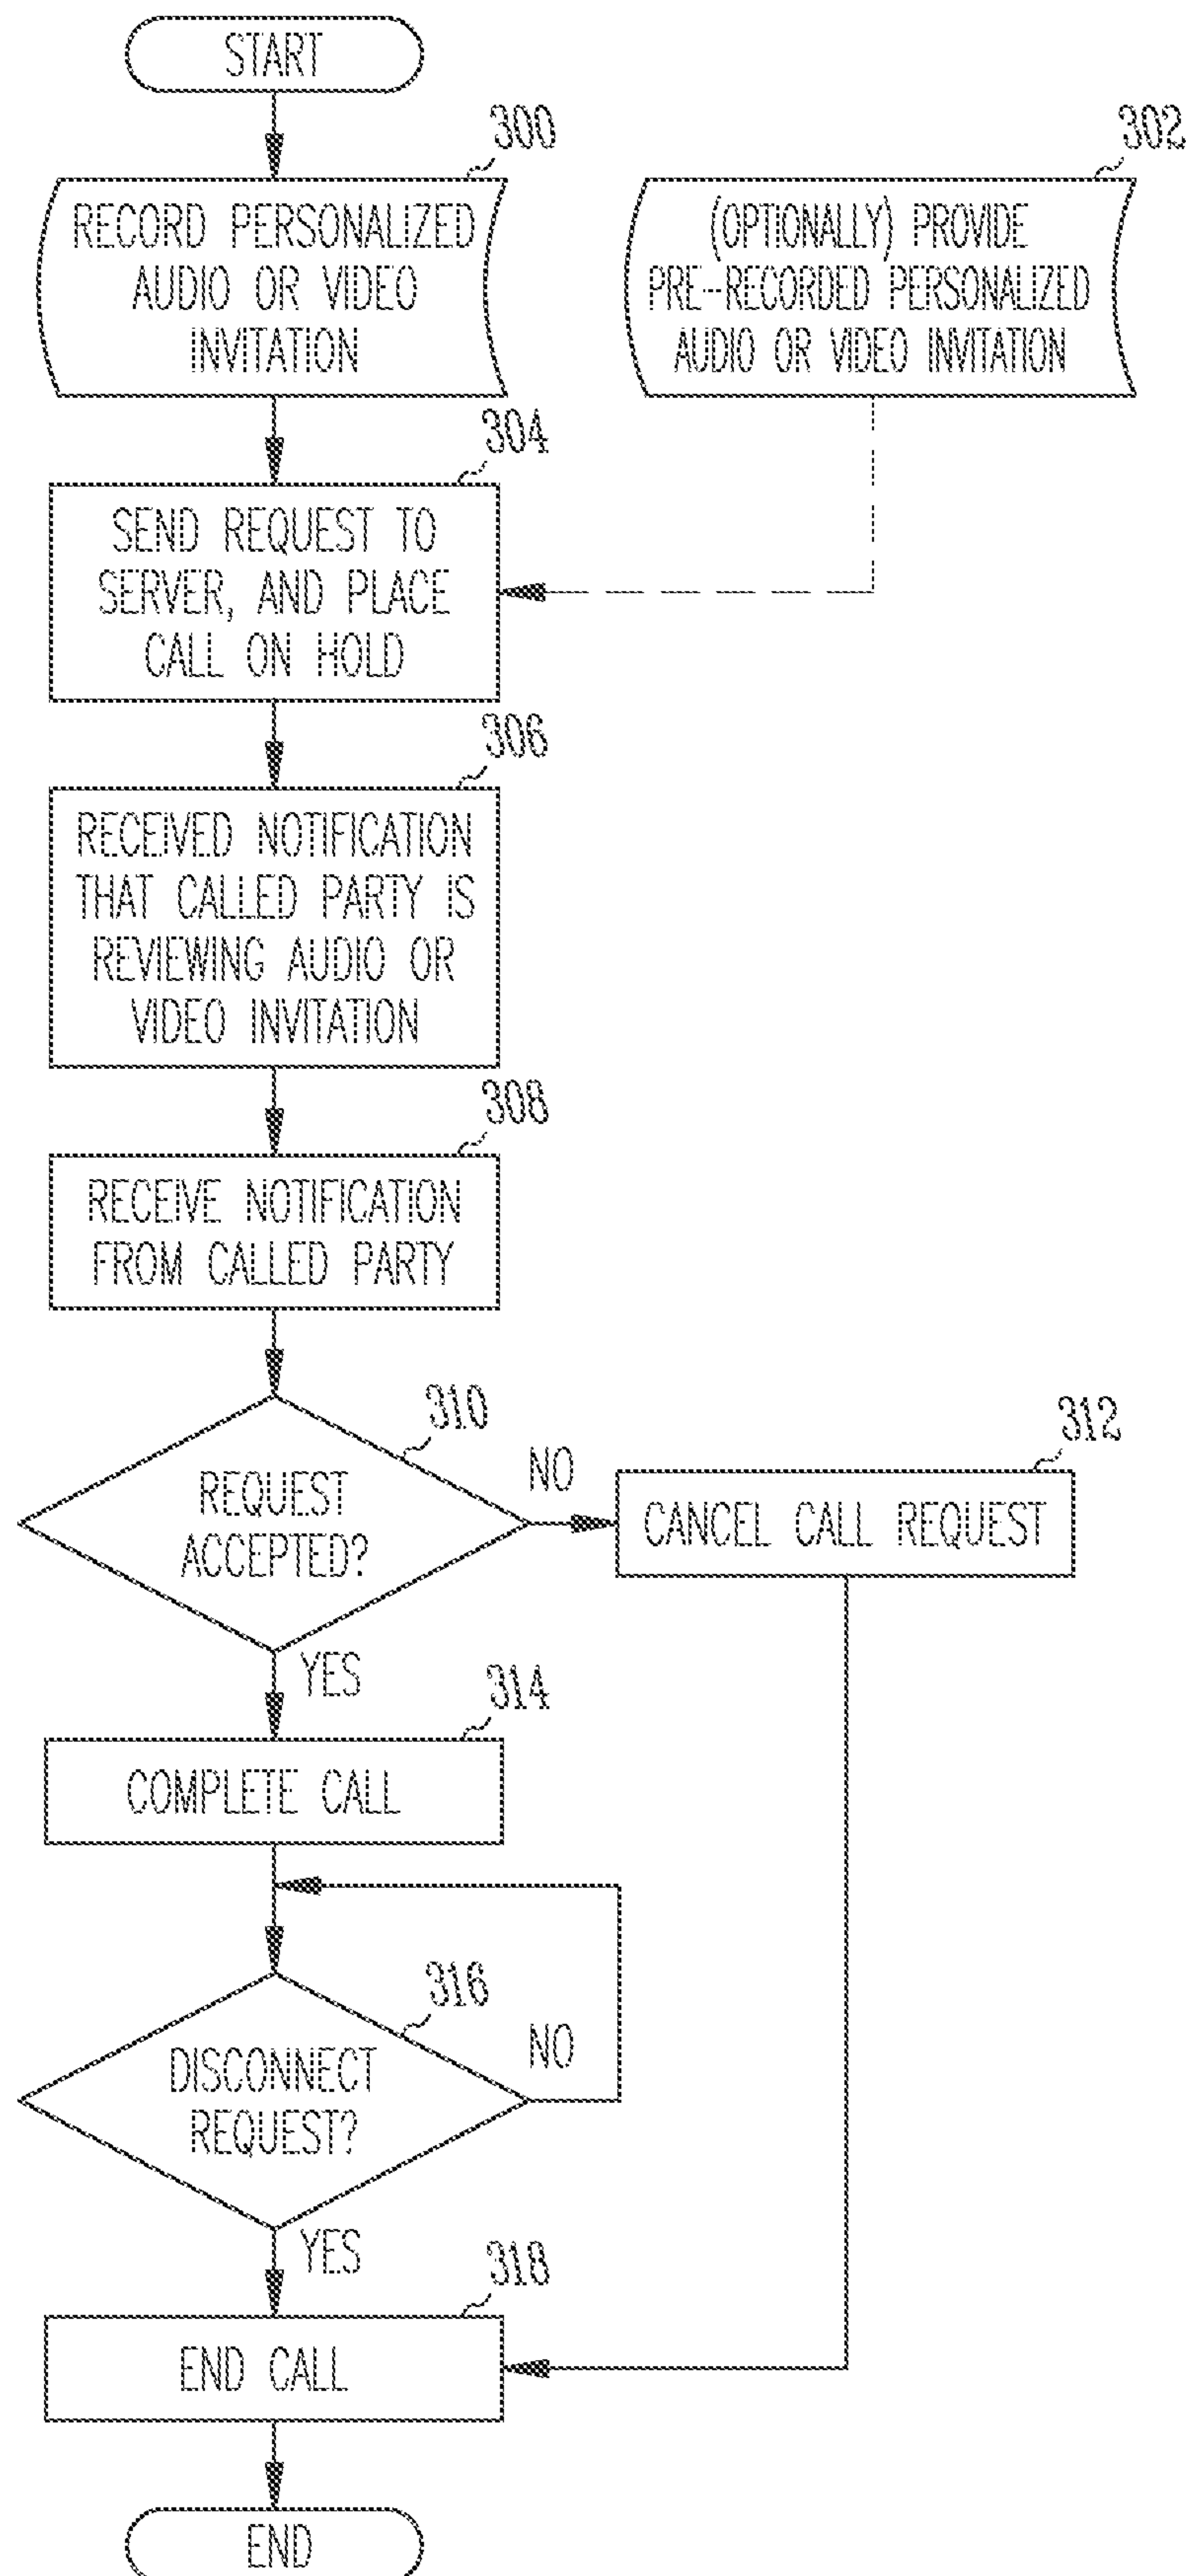 START
300
RECORD PERSONALIZED
AUDIO OR VIDEO
INVITATION
302
(OPTIONALLY) PROVIDE
PRE-RECORDED PERSONALIZED
AUDIO OR VIDEO INVITATION
304
SEND REQUEST TO
SERVER, AND PLACE
CALL ON HOLD
306
RECEIVED NOTIFICATION
THAT CALLED PARTY IS
REVIEWING AUDIO OR
VIDEO INVITATION
308
RECEIVE NOTIFICATION
FROM CALLED PARTY
310
REQUEST
ACCEPTED?
NO
312
CANCEL CALL REQUEST
YES
314
COMPLETE CALL
316
DISCONNECT
REQUEST?
NO
YES
318
END CALL
END